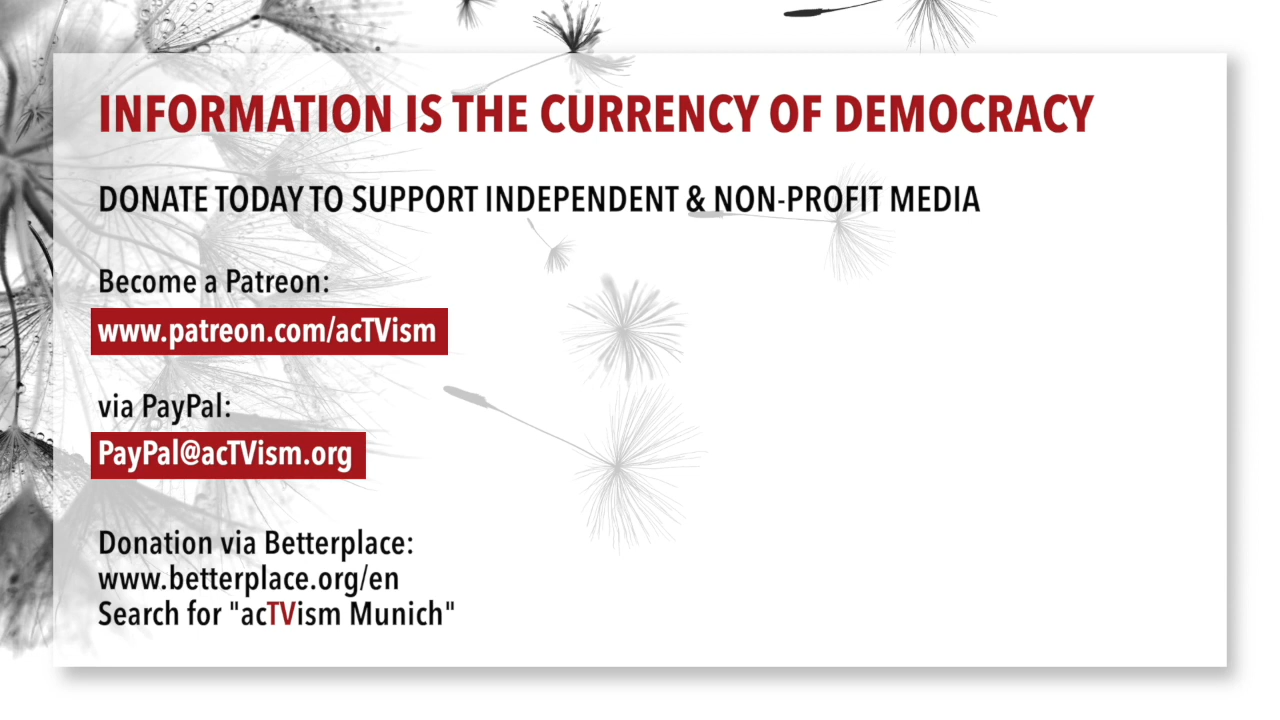 INFORMATION IS THE CURRENCY OF DEMOCRACY
DONATE TODAY TO SUPPORT INDEPENDENT & NON-PROFIT MEDIA
Become a Patreon:
www.patreon.com/acTVism
via PayPal:
PayPal@acTVism.org
Donation via Betterplace:
www.betterplace.org/en
Search for "acTVism Munich"